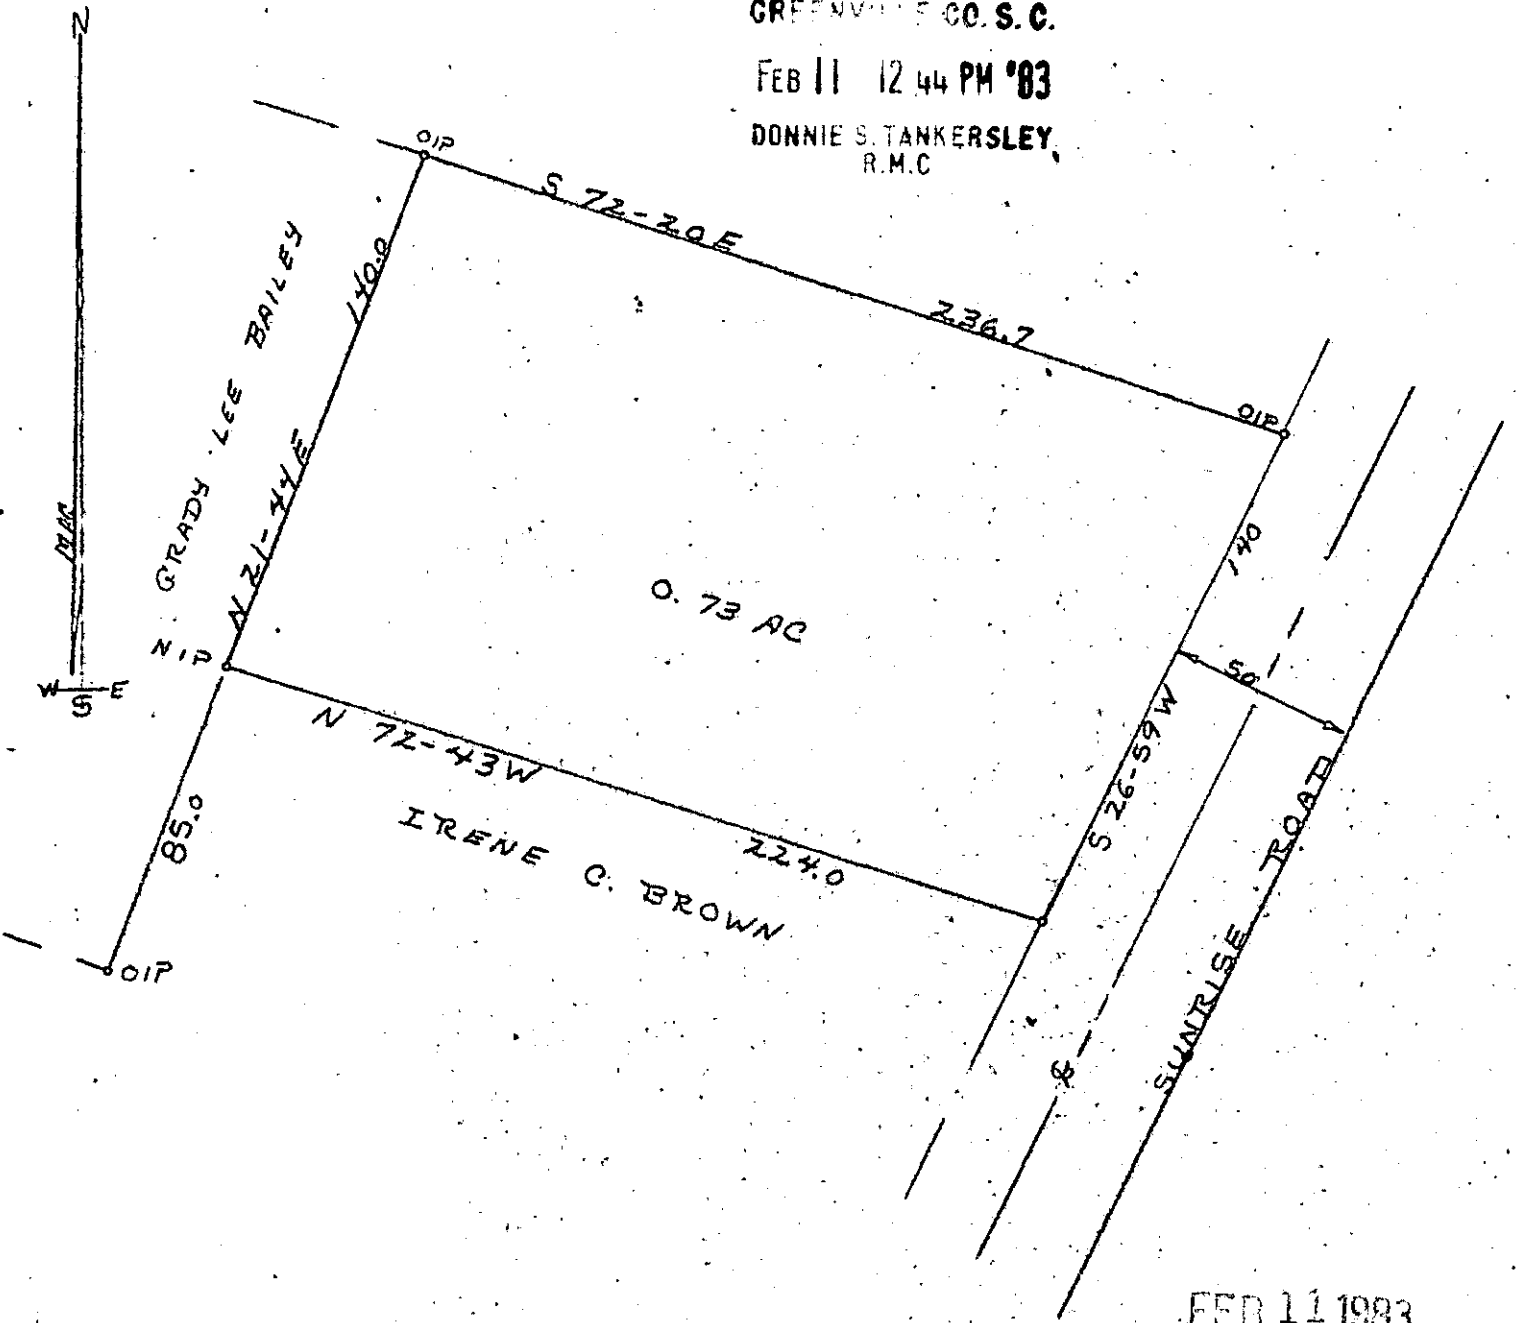 GREENVILLE CO. S. C.
FEB 11 12 44 PM '83
DONNIE S. TANKERSLEY
R.M.C
N
OIP
S 72-20 E
236.7
OIP
140.0
N 21-44 E
GRADY LEE BAILEY
MAG
W E
S
NIP
0.73 AC
140
50
S 26-59 W
N 72-43 W
224.0
IRENE C. BROWN
85.0
OIP
SUNRISE ROAD
℄
FEB 11 1983